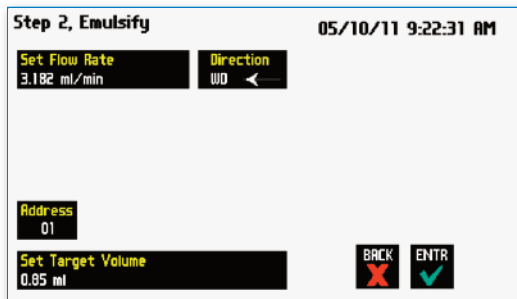 Step 2, Emulsify
05/10/11 9:22:31 AM
Set Flow Rate
3.182 ml/min
Direction
WD
Address
01
Set Target Volume
0.85 ml
BACK
ENTR